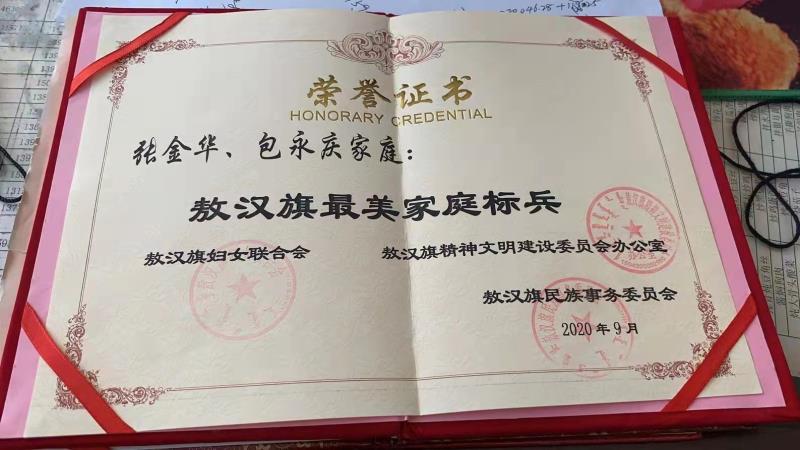 荣誉证书
HONORARY CREDENTIAL
张金华、包永庆家庭：
敖汉旗最美家庭标兵
敖汉旗妇女联合会 敖汉旗精神文明建设委员会办公室
敖汉旗民族事务委员会
2020年9月